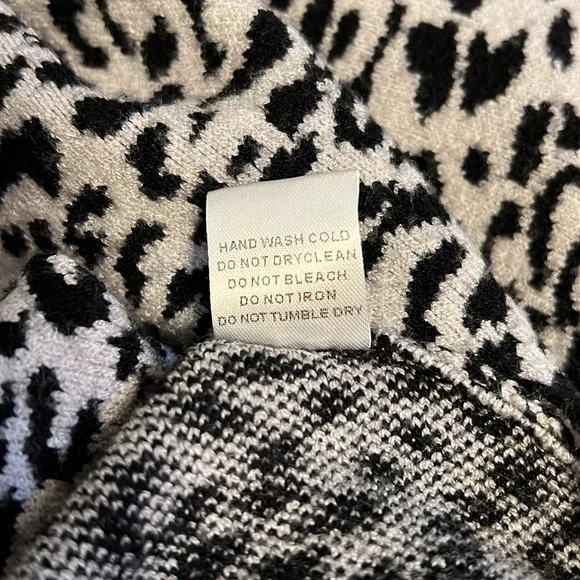 HAND WASH COLD
DO NOT DRYCLEAN
DO NOT BLEACH
DO NOT IRON
DO NOT TUMBLE DRY